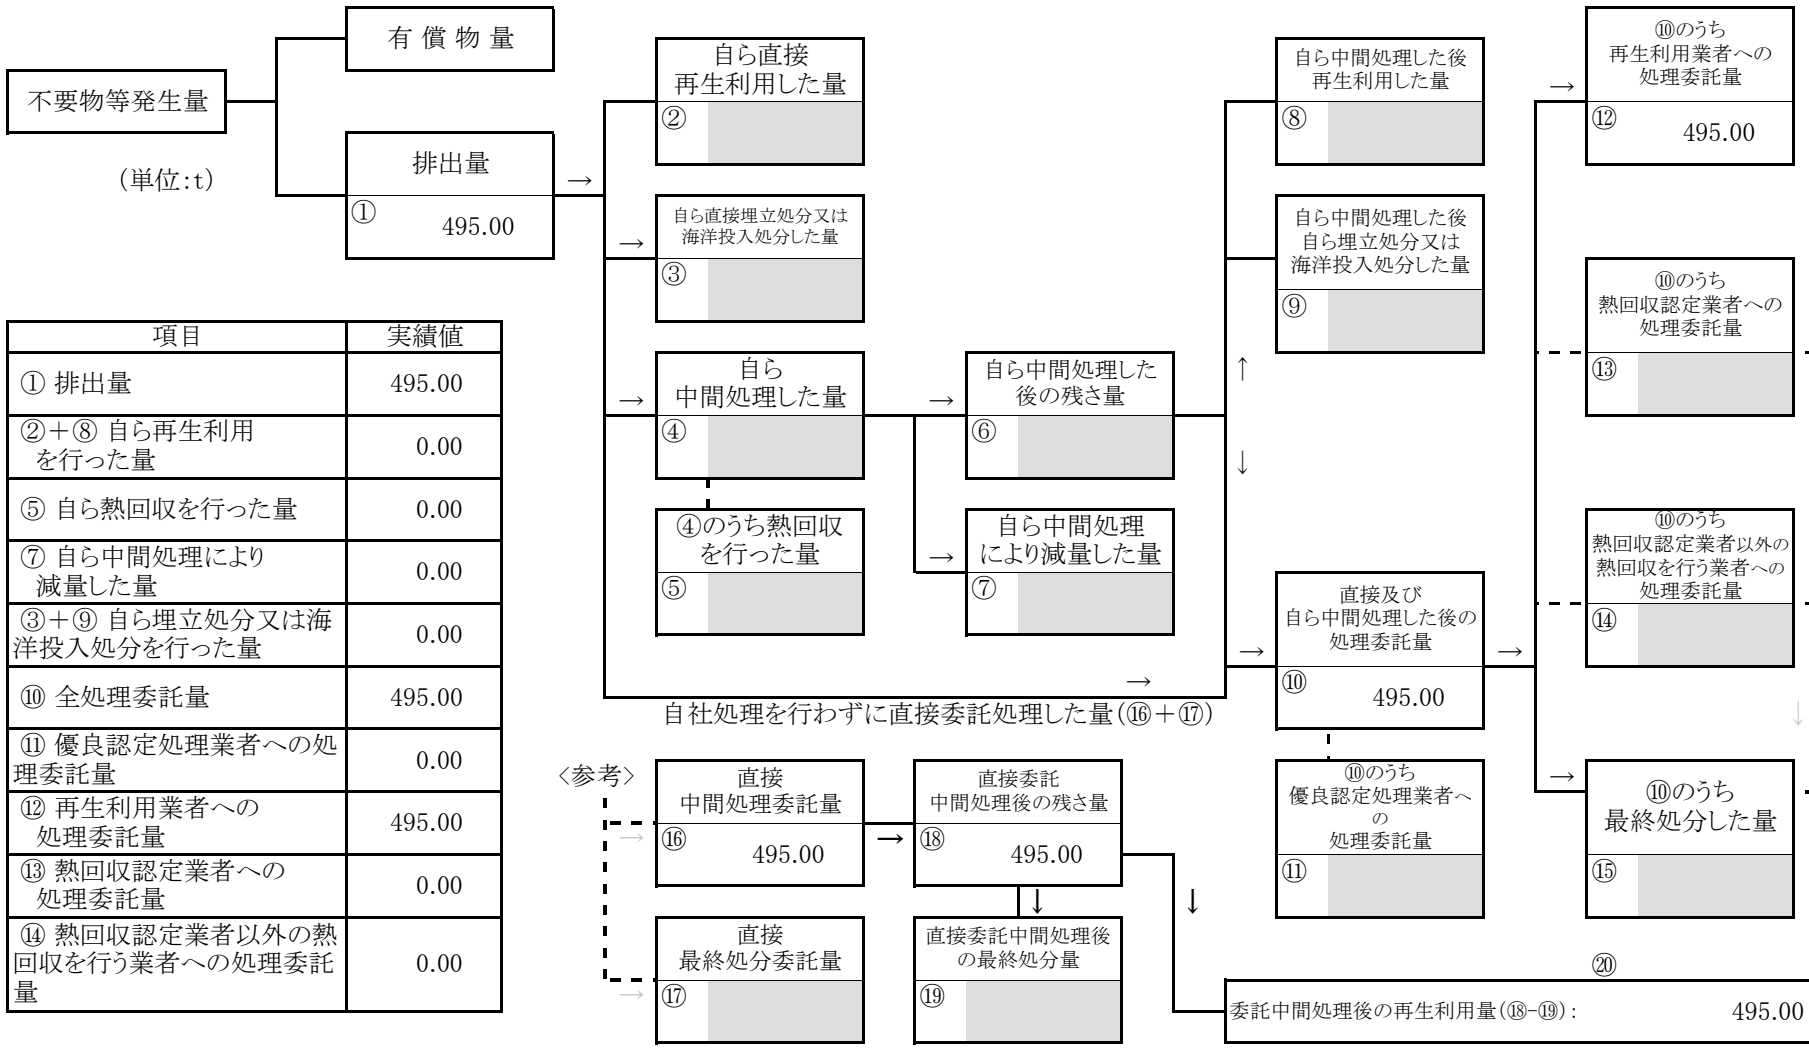 不要物等発生量
(単位:t)
有 償 物 量
排出量
①
495.00
→
自ら直接
再生利用した量
②
→
自ら直接埋立処分又は
海洋投入処分した量
③
→
自ら
中間処理した量
④
④のうち熱回収
を行った量
⑤
→
自ら中間処理した
後の残さ量
⑥
→
自ら中間処理
により減量した量
⑦
↑
↓
自ら中間処理した後
再生利用した量
⑧
自ら中間処理した後
自ら埋立処分又は
海洋投入処分した量
⑨
→
直接及び
自ら中間処理した後の
処理委託量
⑩
495.00
→
⑩のうち
優良認定処理業者へ
の
処理委託量
⑪
→
⑩のうち
再生利用業者への
処理委託量
⑫
495.00
⑩のうち
熱回収認定業者への
処理委託量
⑬
⑩のうち
熱回収認定業者以外の
熱回収を行う業者への
処理委託量
⑭
↓
→
⑩のうち
最終処分した量
⑮
→
自社処理を行わずに直接委託処理した量(⑯+⑰)
項目 実績値
① 排出量 495.00
②+⑧ 自ら再生利用
を行った量 0.00
⑤ 自ら熱回収を行った量 0.00
⑦ 自ら中間処理により
減量した量 0.00
③+⑨ 自ら埋立処分又は海
洋投入処分を行った量 0.00
⑩ 全処理委託量 495.00
⑪ 優良認定処理業者への処
理委託量 0.00
⑫ 再生利用業者への
処理委託量 495.00
⑬ 熱回収認定業者への
処理委託量 0.00
⑭ 熱回収認定業者以外の熱
回収を行う業者への処理委託
量 0.00
<参考>
→
直接
中間処理委託量
⑯
495.00
→
直接委託
中間処理後の残さ量
⑱
495.00
↓
↓
→
直接
最終処分委託量
⑰
直接委託中間処理後
の最終処分量
⑲
⑳
委託中間処理後の再生利用量(⑱-⑲): 495.00